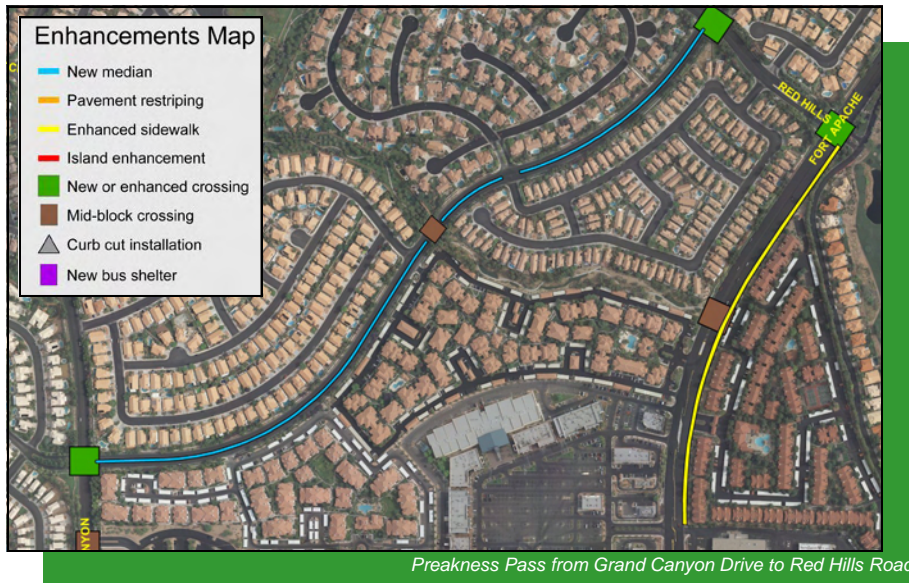 Enhancements Map
New median
Pavement restriping
Enhanced sidewalk
Island enhancement
New or enhanced crossing
Mid-block crossing
Curb cut installation
New bus shelter
C
RED HILLS
FORT APACHE
NYON
Preakness Pass from Grand Canyon Drive to Red Hills Road